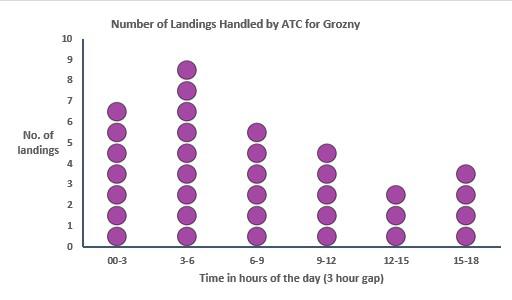 Number of Landings Handled by ATC for Grozny
10
9
8
7
6
5
4
3
2
1
0
No. of
landings
00-3 3-6 6-9 9-12 12-15 15-18
Time in hours of the day (3 hour gap)